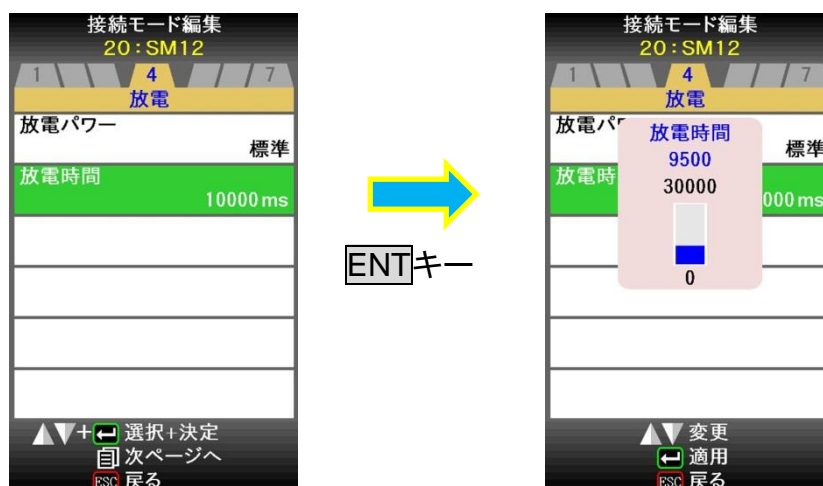 接続モード編集
20：SM12
1
4
7
放電
放電パワー
標準
放電時間
10000ms
▲▼+↵選択+決定
次ページへ
ESC 戻る
ENTキー
接続モード編集
20：SM12
1
4
7
放電
放電パ
標準
放電時
000ms
放電時間
9500
30000
0
▲▼変更
↵適用
ESC 戻る